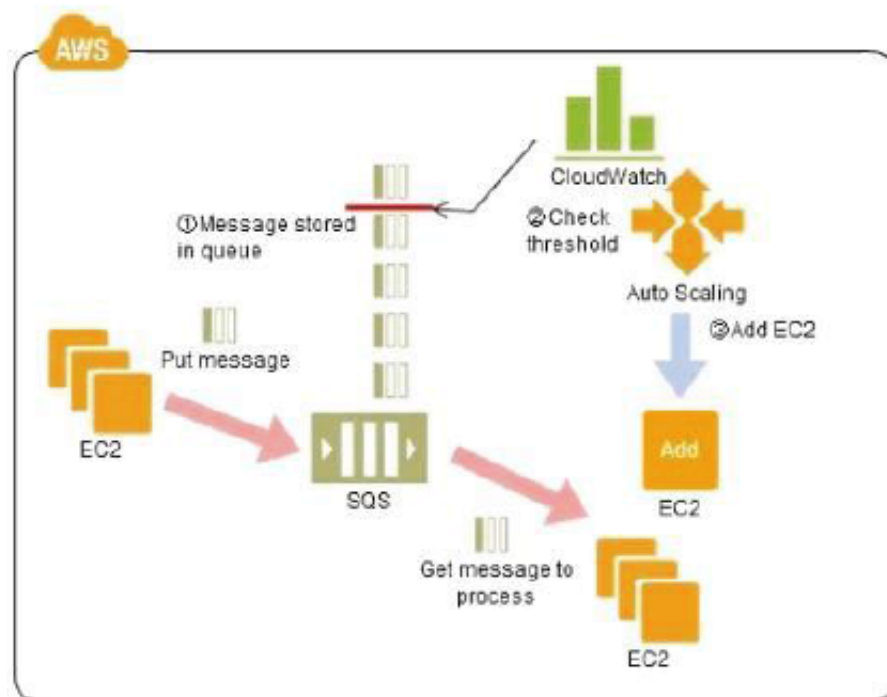 AWS
CloudWatch
①Message stored
in queue
②Check
threshold
Auto Scaling
③Add EC2
Put message
EC2
SQS
Add
EC2
Get message to
process
EC2